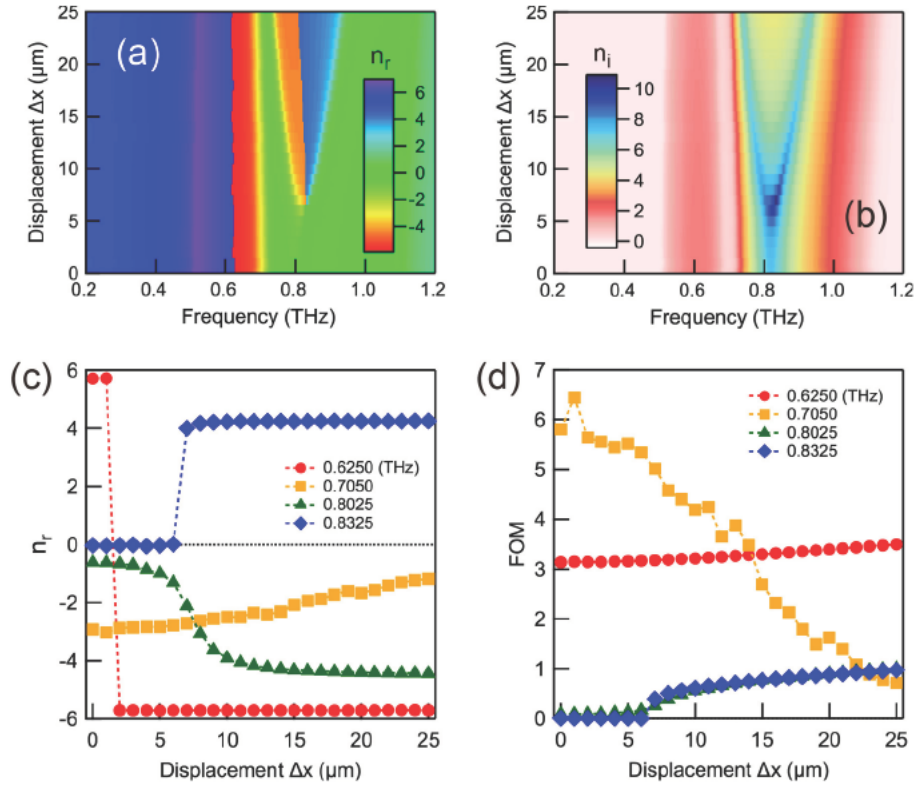 (a)
n_r
6
4
2
0
-2
-4
Displacement Δx (μm)
25
20
15
10
5
0
0.2 0.4 0.6 0.8 1.0 1.2
Frequency (THz)
(b)
n_i
10
8
6
4
2
0
Displacement Δx (μm)
25
20
15
10
5
0
0.2 0.4 0.6 0.8 1.0 1.2
Frequency (THz)
(c)
n_r
6
4
2
0
-2
-4
-6
0.6250 (THz)
0.7050
0.8025
0.8325
0 5 10 15 20 25
Displacement Δx (μm)
(d)
FOM
7
6
5
4
3
2
1
0
0.6250 (THz)
0.7050
0.8025
0.8325
0 5 10 15 20 25
Displacement Δx (μm)